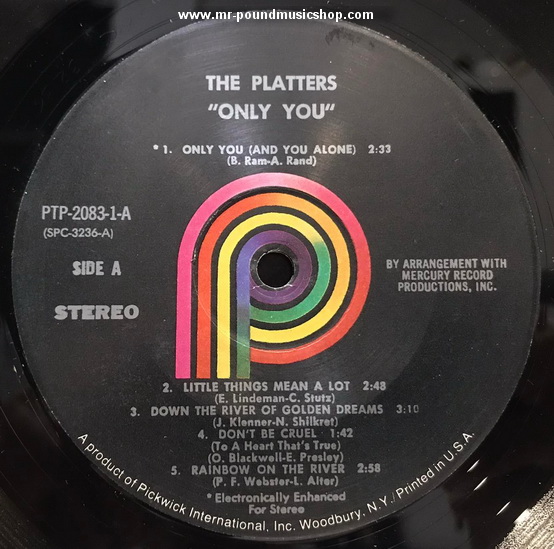 www.mr-poundmusicshop.com
THE PLATTERS
"ONLY YOU"
* 1. ONLY YOU (AND YOU ALONE) 2:33
(B. Ram-A. Rand)
PTP-2083-1-A
(SPC-3236-A)
SIDE A
STEREO
BY ARRANGEMENT WITH
MERCURY RECORD
PRODUCTIONS, INC.
2. LITTLE THINGS MEAN A LOT 2:48
(E. Lindeman-C. Stutz)
3. DOWN THE RIVER OF GOLDEN DREAMS 3:10
(J. Klenner-N. Shilkret)
4. DON'T BE CRUEL 1:42
(To A Heart That's True)
(O. Blackwell-E. Presley)
5. RAINBOW ON THE RIVER 2:58
(P. F. Webster-L. Alter)
* Electronically Enhanced
For Stereo
A product of Pickwick International, Inc. Woodbury, N.Y. Printed in U.S.A.